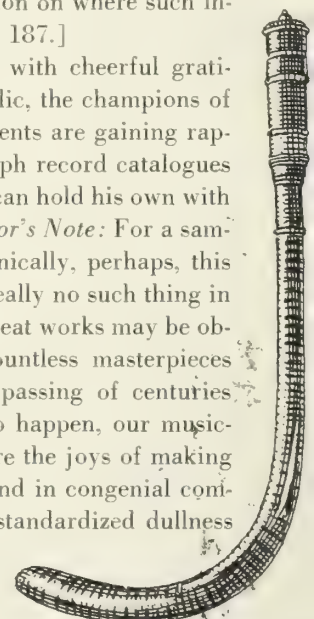 on on where such in-
187.]
with cheerful grati-
lic, the champions of
ents are gaining rap-
ph record catalogues
can hold his own with
or's Note: For a sam-
nically, perhaps, this
eally no such thing in
eat works may be ob-
ountless masterpieces
passing of centuries
o happen, our music-
re the joys of making
nd in congenial com-
standardized dullness